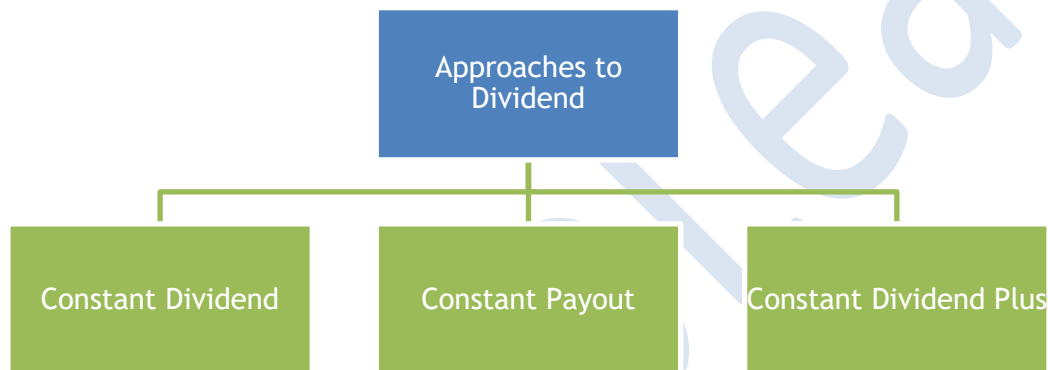 Approaches to
Dividend
Constant Dividend
Constant Payout
Constant Dividend Plus